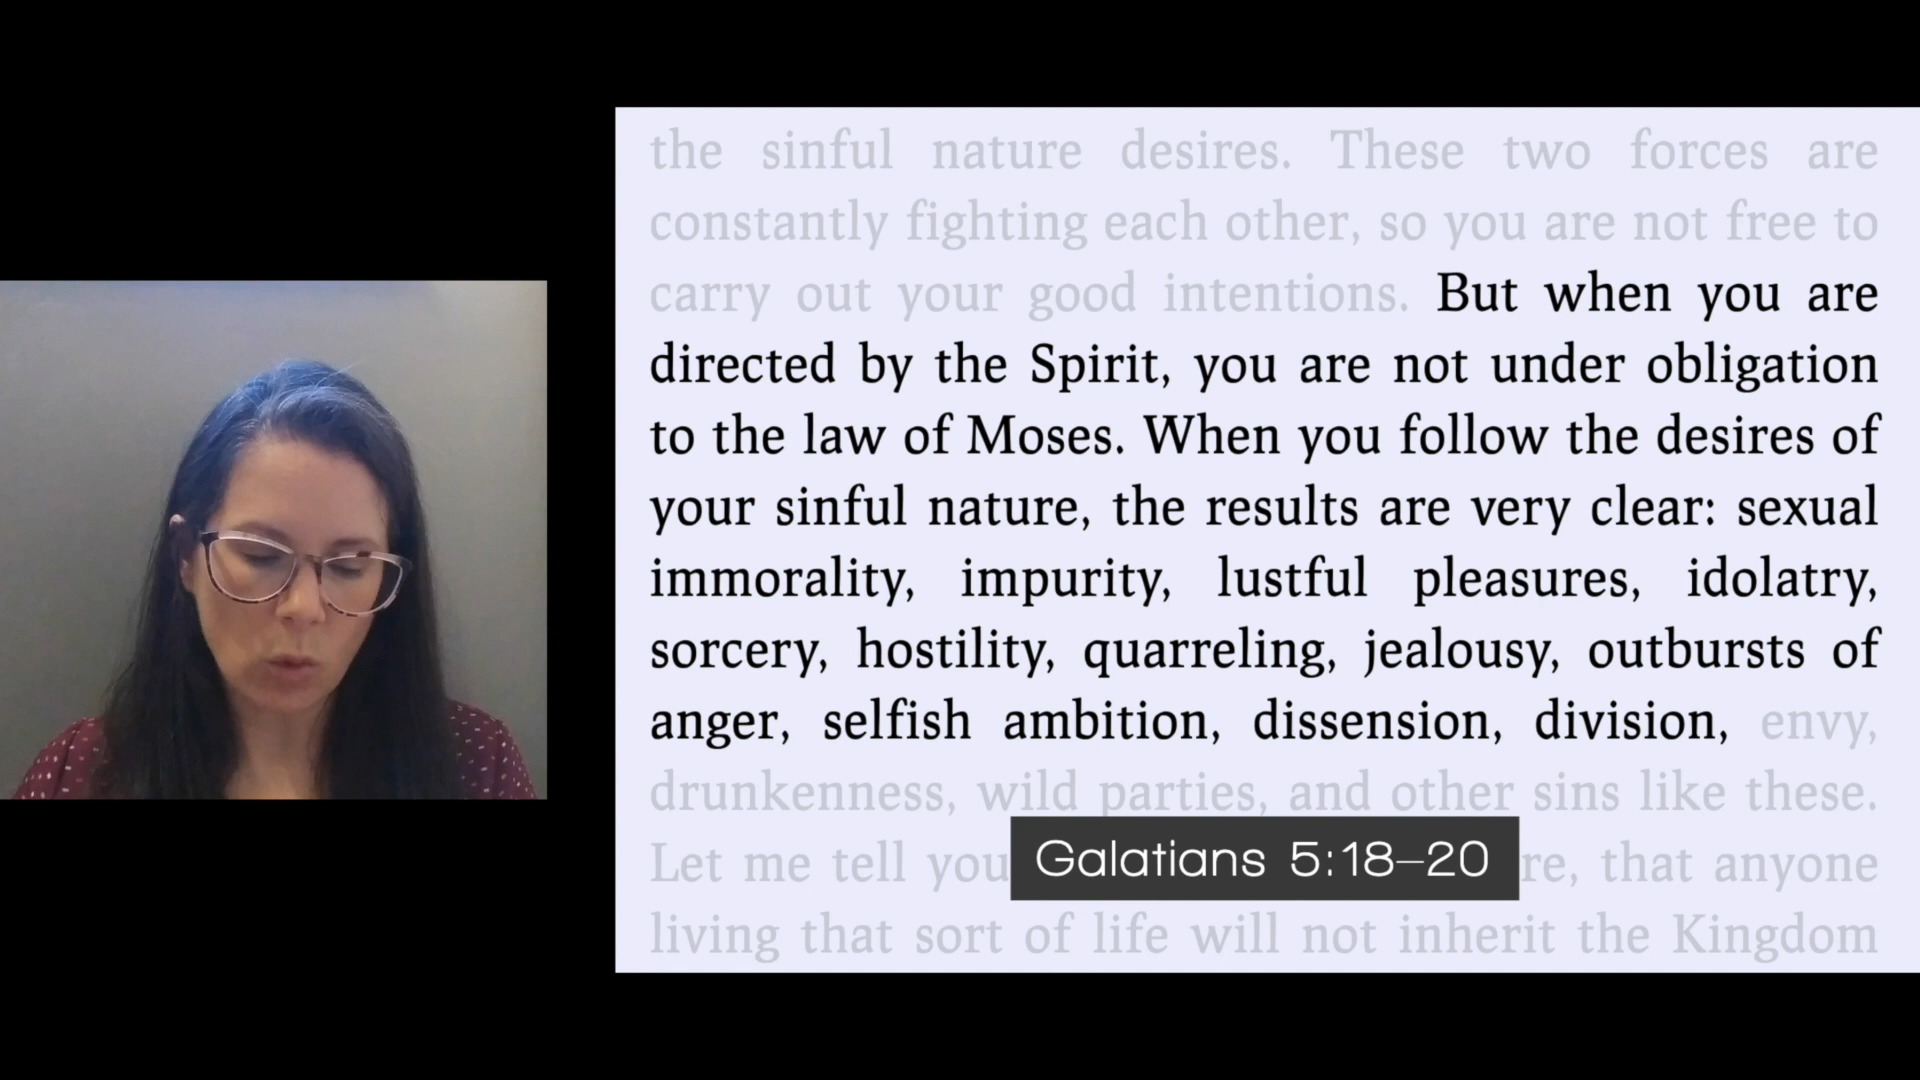 the sinful nature desires. These two forces are
constantly fighting each other, so you are not free to
carry out your good intentions. But when you are
directed by the Spirit, you are not under obligation
to the law of Moses. When you follow the desires of
your sinful nature, the results are very clear: sexual
immorality, impurity, lustful pleasures, idolatry,
sorcery, hostility, quarreling, jealousy, outbursts of
anger, selfish ambition, dissension, division, envy,
drunkenness, wild parties, and other sins like these.
Let me tell you re, that anyone
Galatians 5:18–20
living that sort of life will not inherit the Kingdom